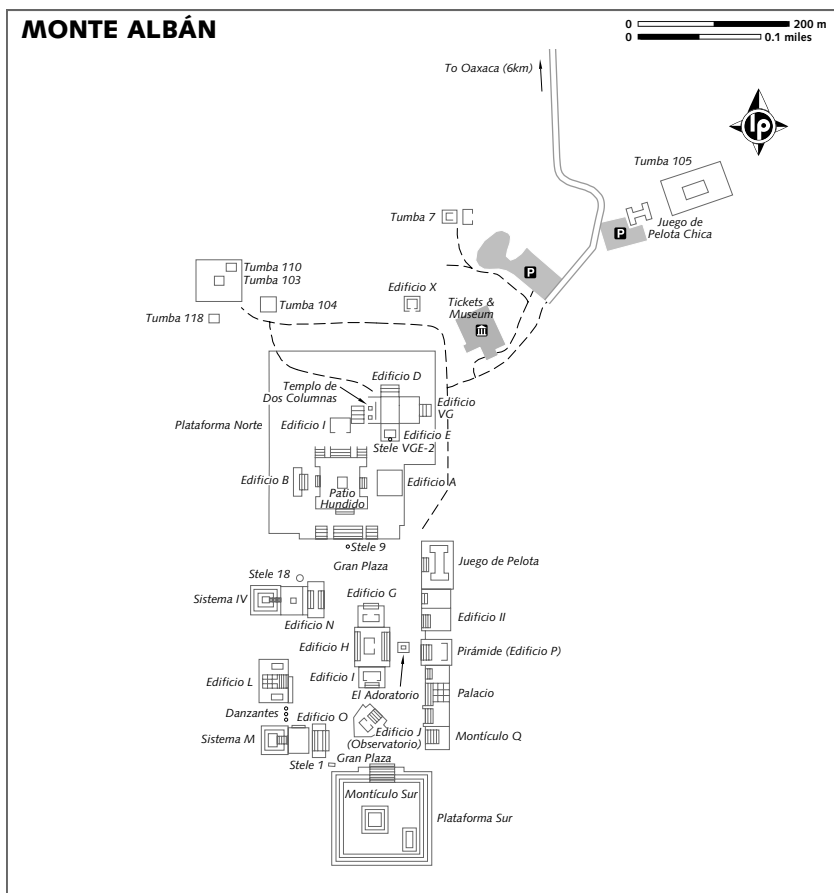 MONTE ALBÁN
0 200 m
0 0.1 miles
To Oaxaca (6km)
lp
Tumba 105
Tumba 7
Juego de
Pelota Chica
P
P
Tumba 110
Tumba 103
Edificio X
Tumba 104
Tickets &
Museum
Tumba 118
Edificio D
Templo de
Dos Columnas
Edificio
VG
Plataforma Norte
Edificio I
Edificio E
Stele VGE-2
Edificio B
Edificio A
Patio
Hundido
Stele 9
Gran Plaza
Juego de Pelota
Stele 18
Edificio G
Sistema IV
Edificio N
Edificio II
Edificio H
Pirámide (Edificio P)
Edificio L
Edificio I
El Adoratorio
Palacio
Danzantes
Edificio O
Edificio J
(Observatorio)
Sistema M
Montículo Q
Stele 1
Gran Plaza
Montículo Sur
Plataforma Sur